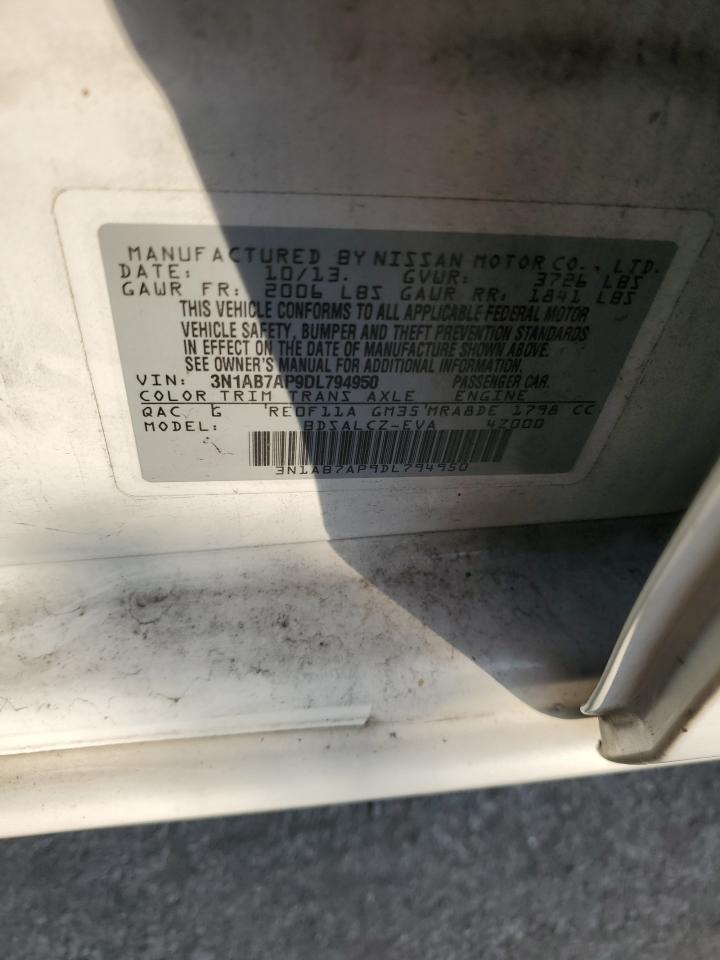 MANUFACTURED BY NISSAN MOTOR CO., LTD.
DATE: 10/13. GVWR: 3726 LBS
GAWR FR: 2006 LBS GAWR RR: 1841 LBS
THIS VEHICLE CONFORMS TO ALL APPLICABLE FEDERAL MOTOR
VEHICLE SAFETY, BUMPER AND THEFT PREVENTION STANDARDS
IN EFFECT ON THE DATE OF MANUFACTURE SHOWN ABOVE.
SEE OWNER'S MANUAL FOR ADDITIONAL INFORMATION.
VIN: 3N1AB7AP9DL794950 PASSENGER CAR.
COLOR TRIM TRANS AXLE ENGINE
QAC G 'RE0F11A GM35'MRA8DE 1798 CC
MODEL: BDSALCZ-EVA 4Z000
3N1AB7AP9DL794950